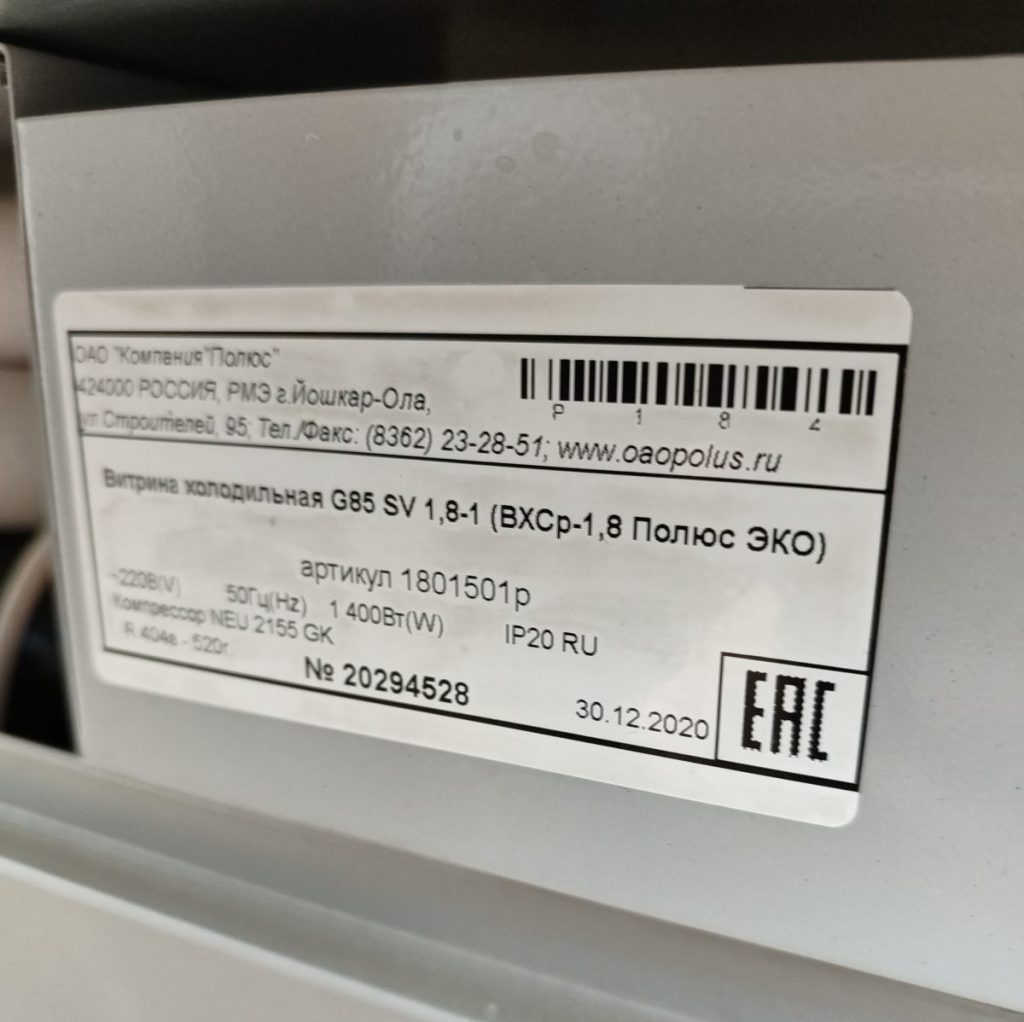 ОАО "Компания"Полюс"
424000 РОССИЯ, РМЭ г.Йошкар-Ола,
ул.Строителей, 95; Тел./Факс: (8362) 23-28-51; www.oaopolus.ru
P 1 8 4
Витрина холодильная G85 SV 1,8-1 (ВХСр-1,8 Полюс ЭКО)
артикул 1801501р
~220В(V) 50Гц(Hz) 1 400Вт(W) IP20 RU
Компрессор NEU 2155 GK
R 404в - 520г.
№ 20294528
30.12.2020
EAC